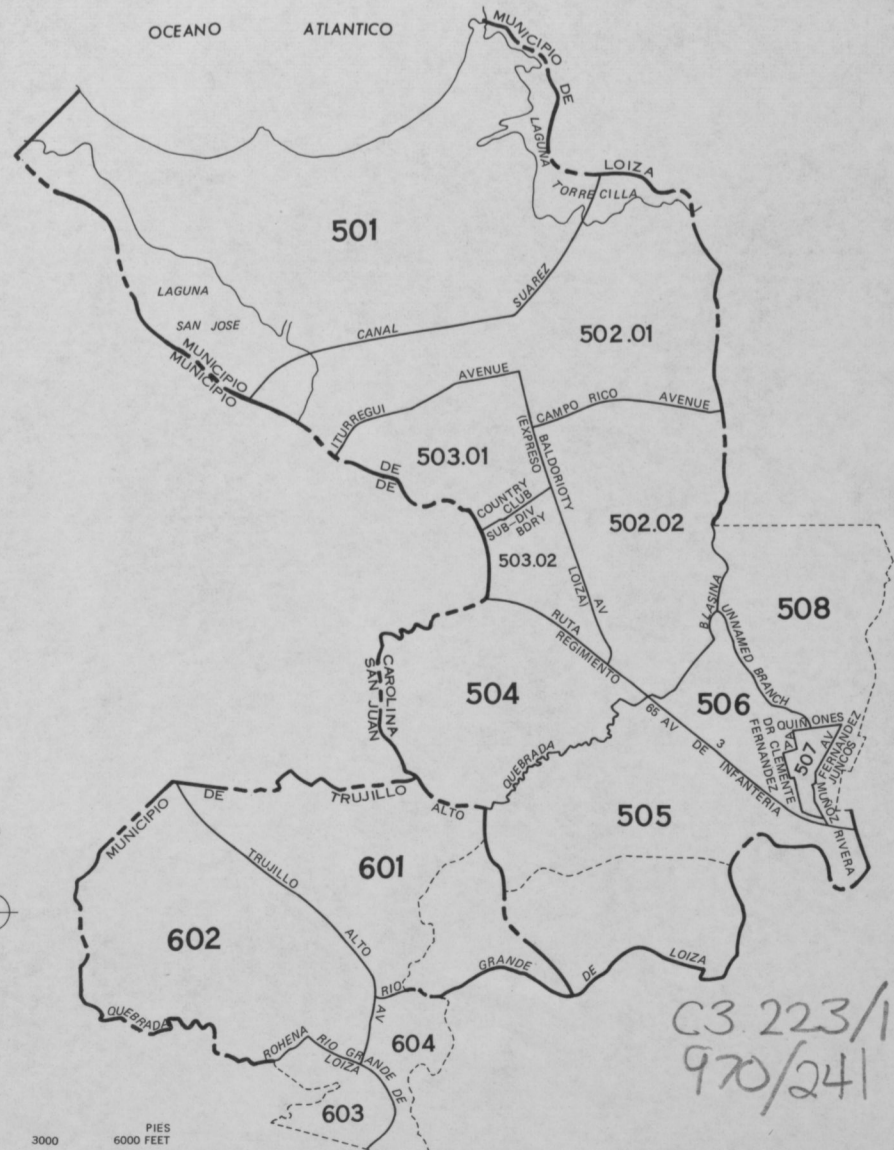 OCEANO ATLANTICO
MUNICIPIO DE LOIZA
LAGUNA TORRECILLA
501
LAGUNA
SAN JOSE
CANAL SUAREZ
502.01
MUNICIPIO DE
MUNICIPIO DE
ITURREGUI AVENUE
CAMPO RICO AVENUE
503.01
BALDORIOTY AV
(EXPRESO LOIZA)
COUNTRY
CLUB
SUB-DIV
BDRY
502.02
503.02
508
BLASINA
UNNAMED BRANCH
RUTA 3
REGIMIENTO 65 AV DE INFANTERIA
CAROLINA
SAN JUAN
504
506
QUIÑONES
DR CLEMENTE
FERNANDEZ
507
AV
FERNANDEZ
JUNCOS
MUÑOZ RIVERA
QUEBRADA
505
MUNICIPIO DE TRUJILLO ALTO
601
TRUJILLO ALTO AV
602
RIO GRANDE DE LOIZA
QUEBRADA ROHENA
RIO GRANDE DE
LOIZA
604
603
C3.223/1
970/241
PIES
3000 6000 FEET